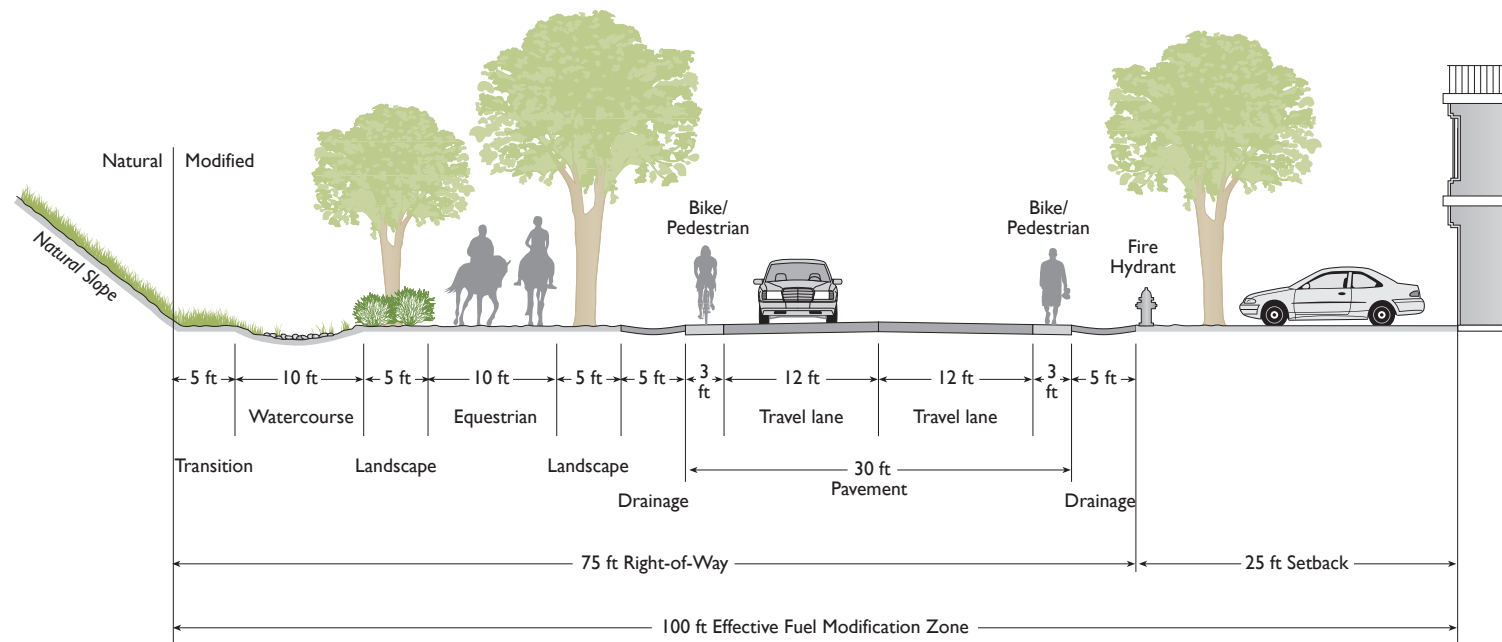 Natural
Modified
Natural Slope
Bike/
Pedestrian
Bike/
Pedestrian
Fire
Hydrant
5 ft
10 ft
5 ft
10 ft
5 ft
5 ft
3
ft
12 ft
12 ft
3
ft
5 ft
Watercourse
Equestrian
Travel lane
Travel lane
Transition
Landscape
Landscape
30 ft
Pavement
Drainage
Drainage
75 ft Right-of-Way
25 ft Setback
100 ft Effective Fuel Modification Zone